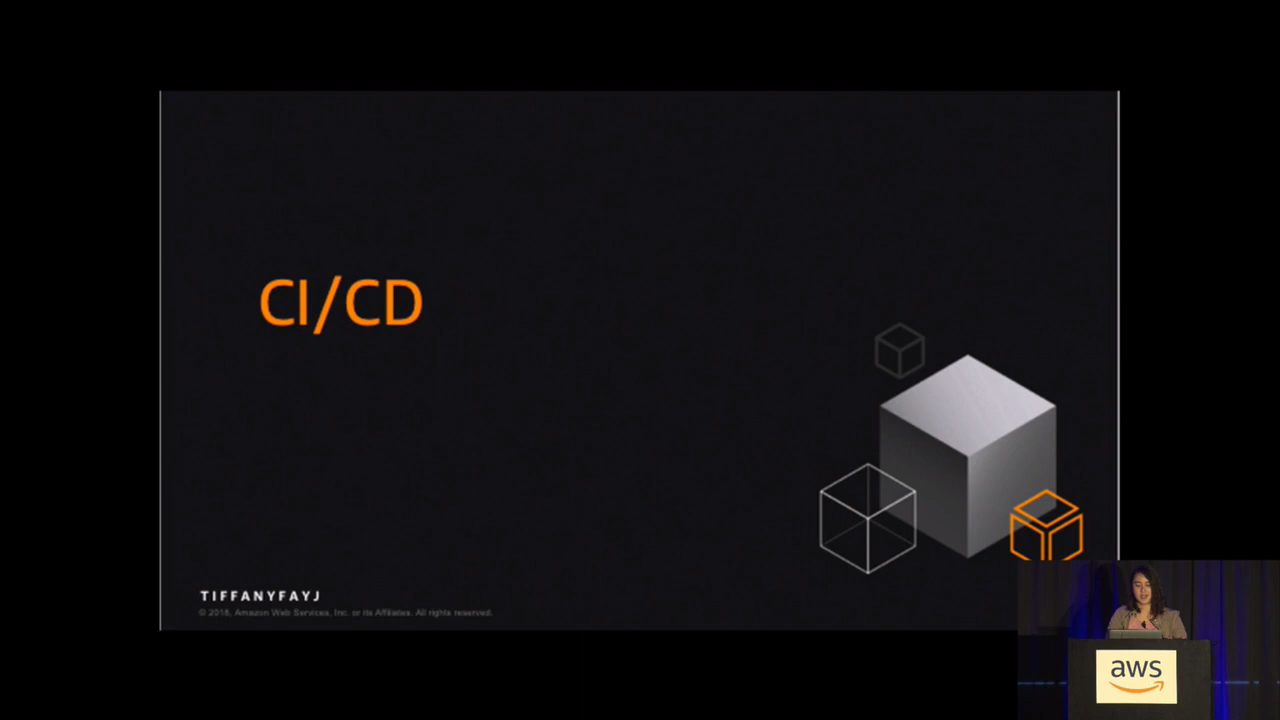 CI/CD
TIFFANYFAYJ
© 2018, Amazon Web Services, Inc. or its Affiliates. All rights reserved.
aws